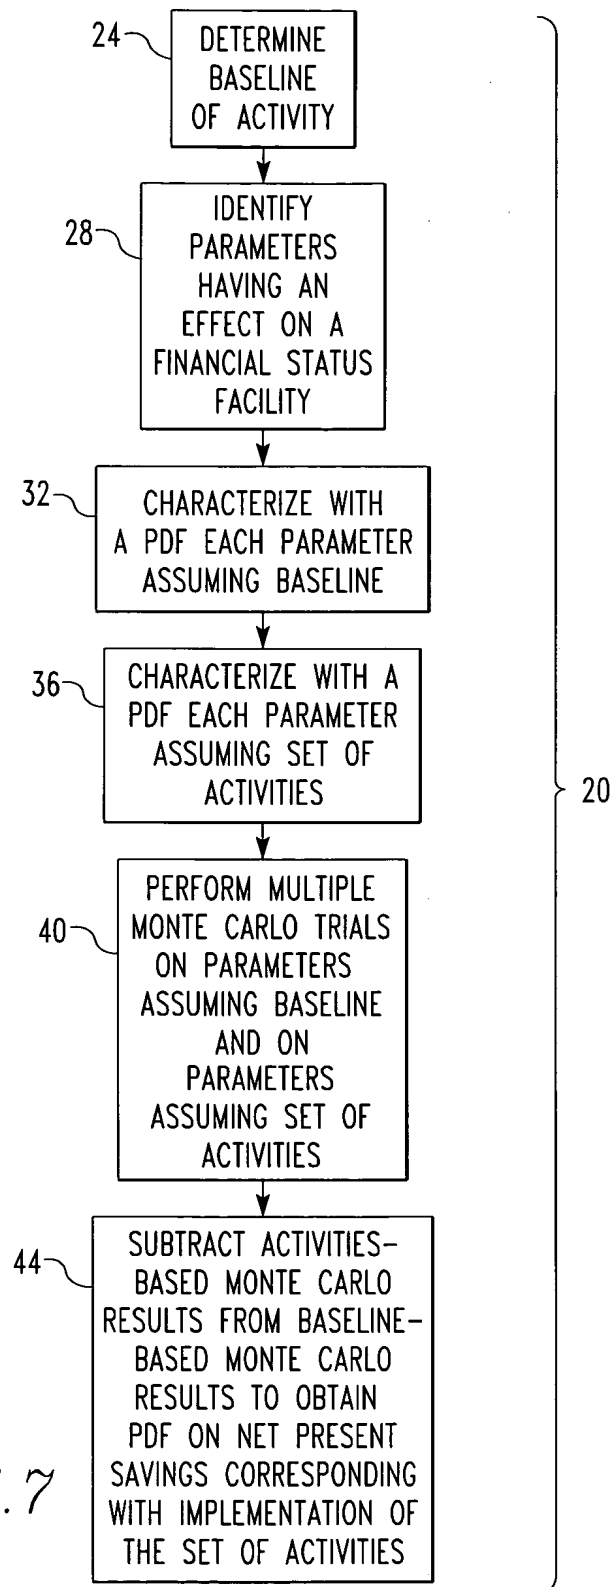 24
DETERMINE
BASELINE
OF ACTIVITY
28
IDENTIFY
PARAMETERS
HAVING AN
EFFECT ON A
FINANCIAL STATUS
FACILITY
32
CHARACTERIZE WITH
A PDF EACH PARAMETER
ASSUMING BASELINE
36
CHARACTERIZE WITH A
PDF EACH PARAMETER
ASSUMING SET OF
ACTIVITIES
20
40
PERFORM MULTIPLE
MONTE CARLO TRIALS
ON PARAMETERS
ASSUMING BASELINE
AND ON
PARAMETERS
ASSUMING SET OF
ACTIVITIES
44
SUBTRACT ACTIVITIES-
BASED MONTE CARLO
RESULTS FROM BASELINE-
BASED MONTE CARLO
RESULTS TO OBTAIN
PDF ON NET PRESENT
SAVINGS CORRESPONDING
WITH IMPLEMENTATION OF
THE SET OF ACTIVITIES
.7